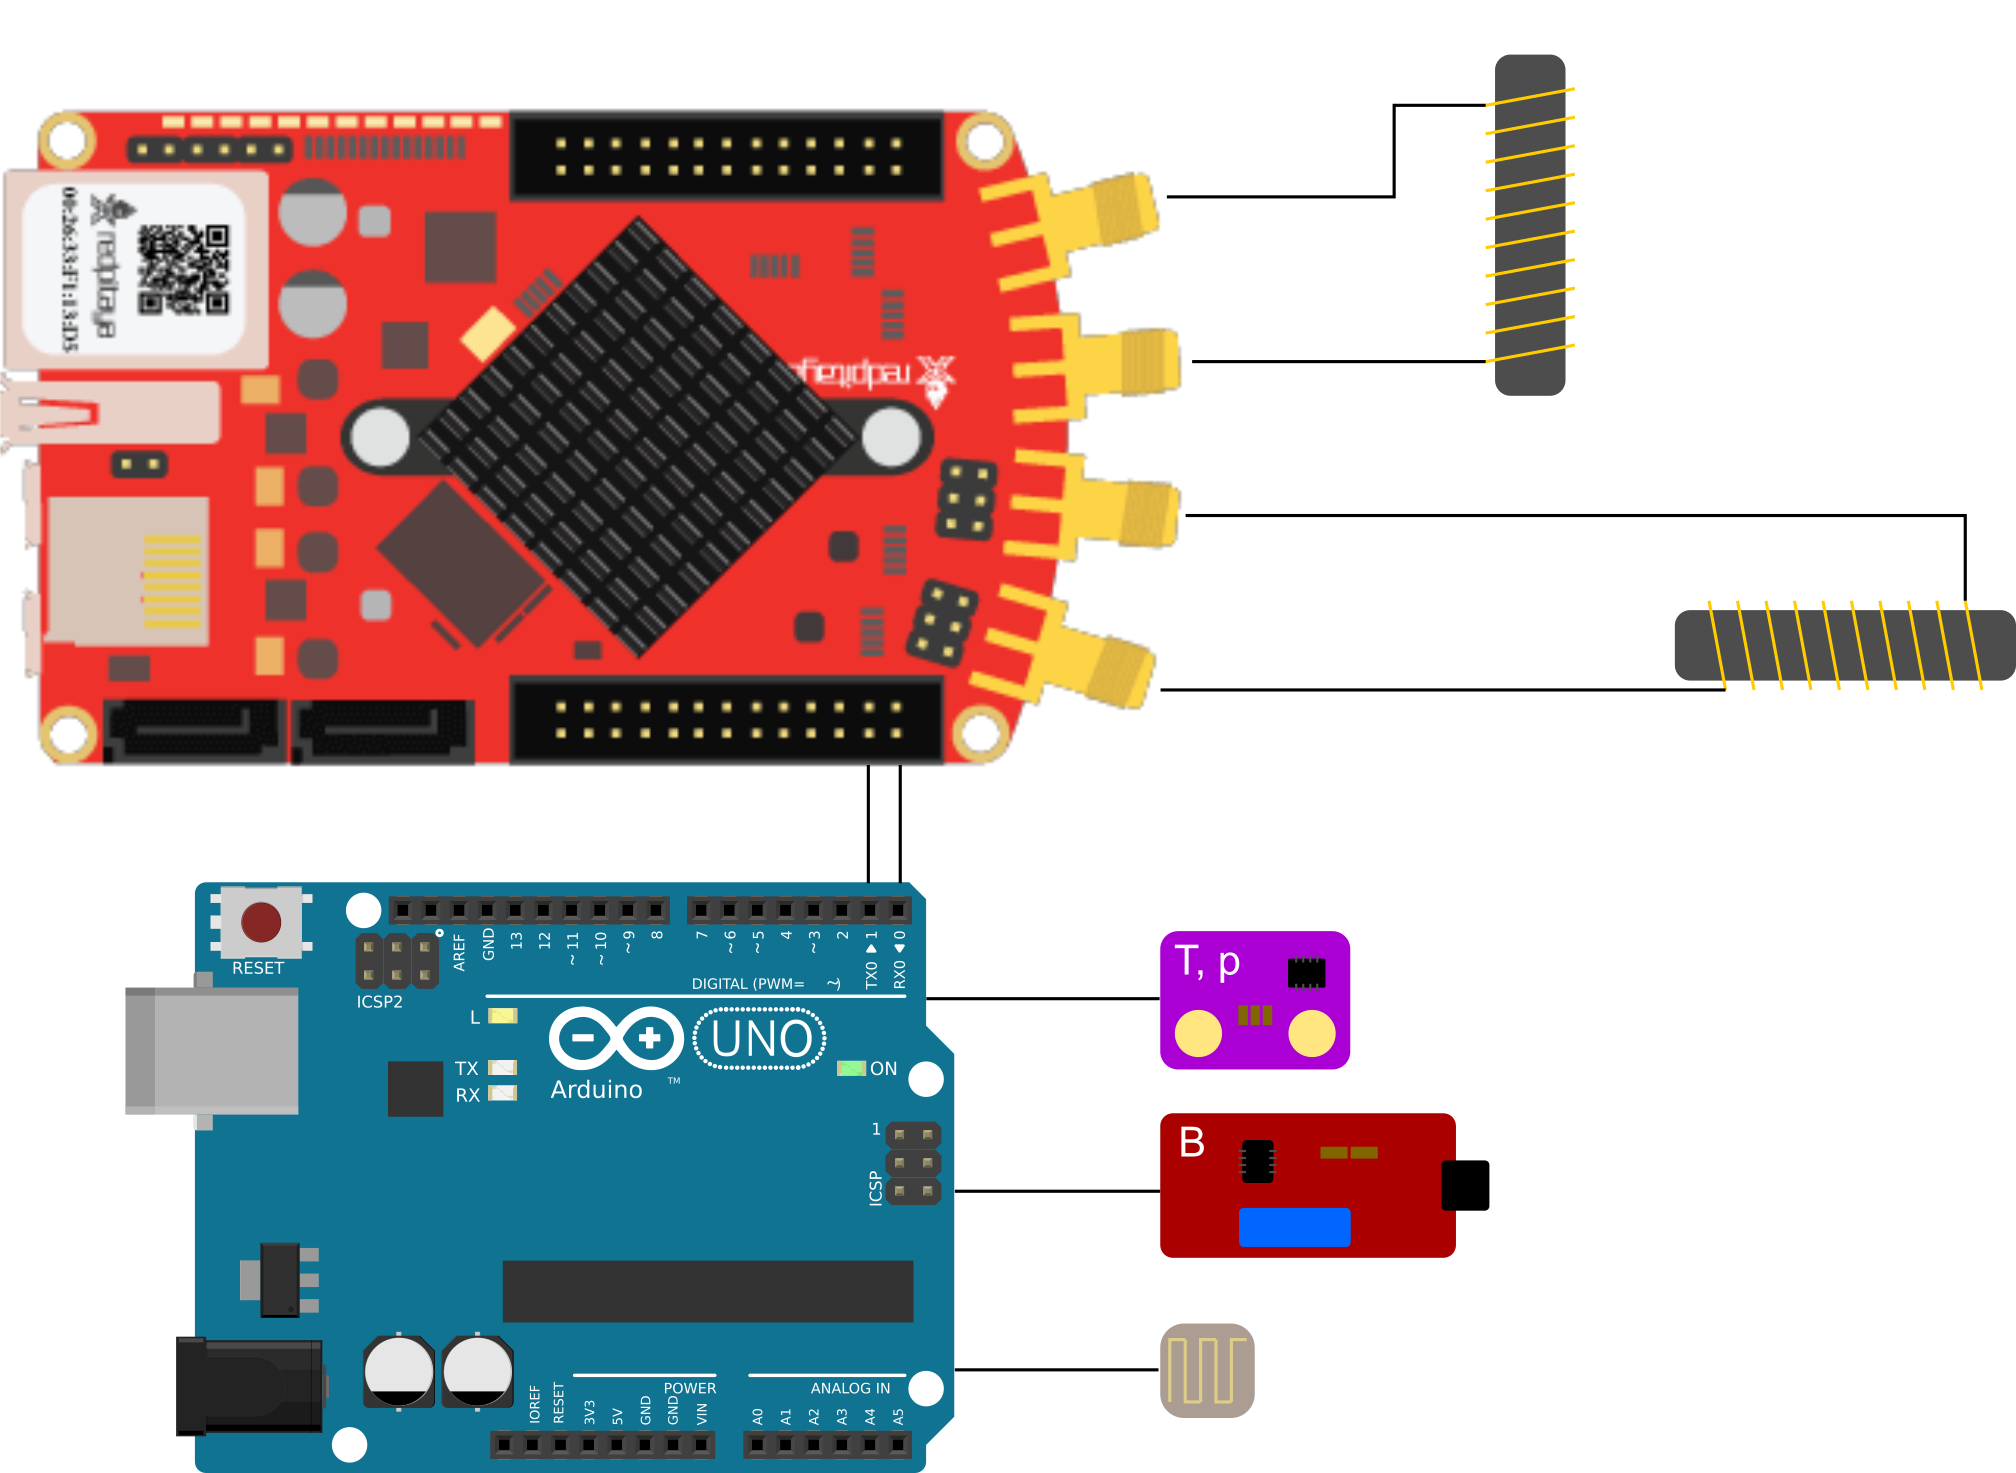 00:26:33:F1:13:D5
redpitaya
redpitaya
RESET
ICSP2
AREF
GND
13
12
~11
~10
~9
8
7
~6
~5
4
~3
2
TX0 ▶ 1
RX0 ◀ 0
DIGITAL (PWM= ~)
L
TX
RX
Arduino
™
UNO
ON
1
ICSP
IOREF
RESET
3V3
5V
GND
GND
VIN
POWER
ANALOG IN
A0
A1
A2
A3
A4
A5
T, p
B